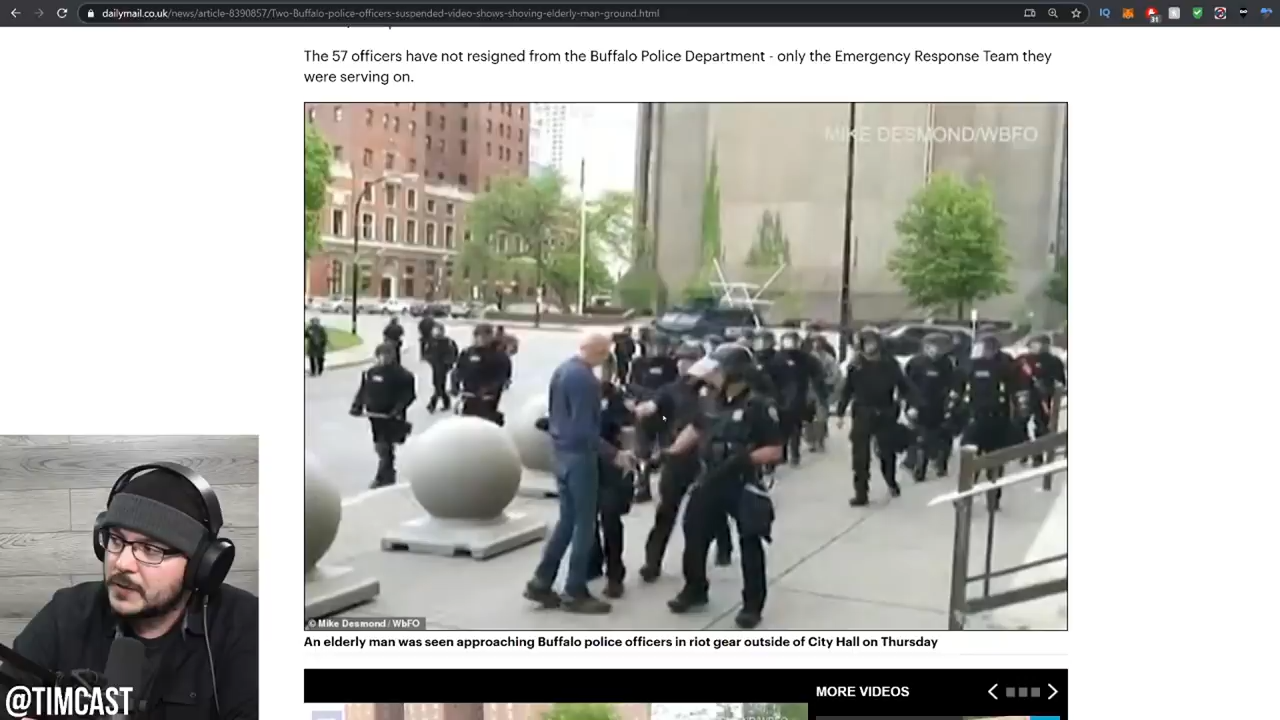 dailymail.co.uk/news/article-8390857/Two-Buffalo-police-officers-suspended-video-shows-shoving-elderly-man-ground.html
31
The 57 officers have not resigned from the Buffalo Police Department - only the Emergency Response Team they
were serving on.
MIKE DESMOND/WBFO
© Mike Desmond / WbFO
An elderly man was seen approaching Buffalo police officers in riot gear outside of City Hall on Thursday
MORE VIDEOS
@TIMCAST